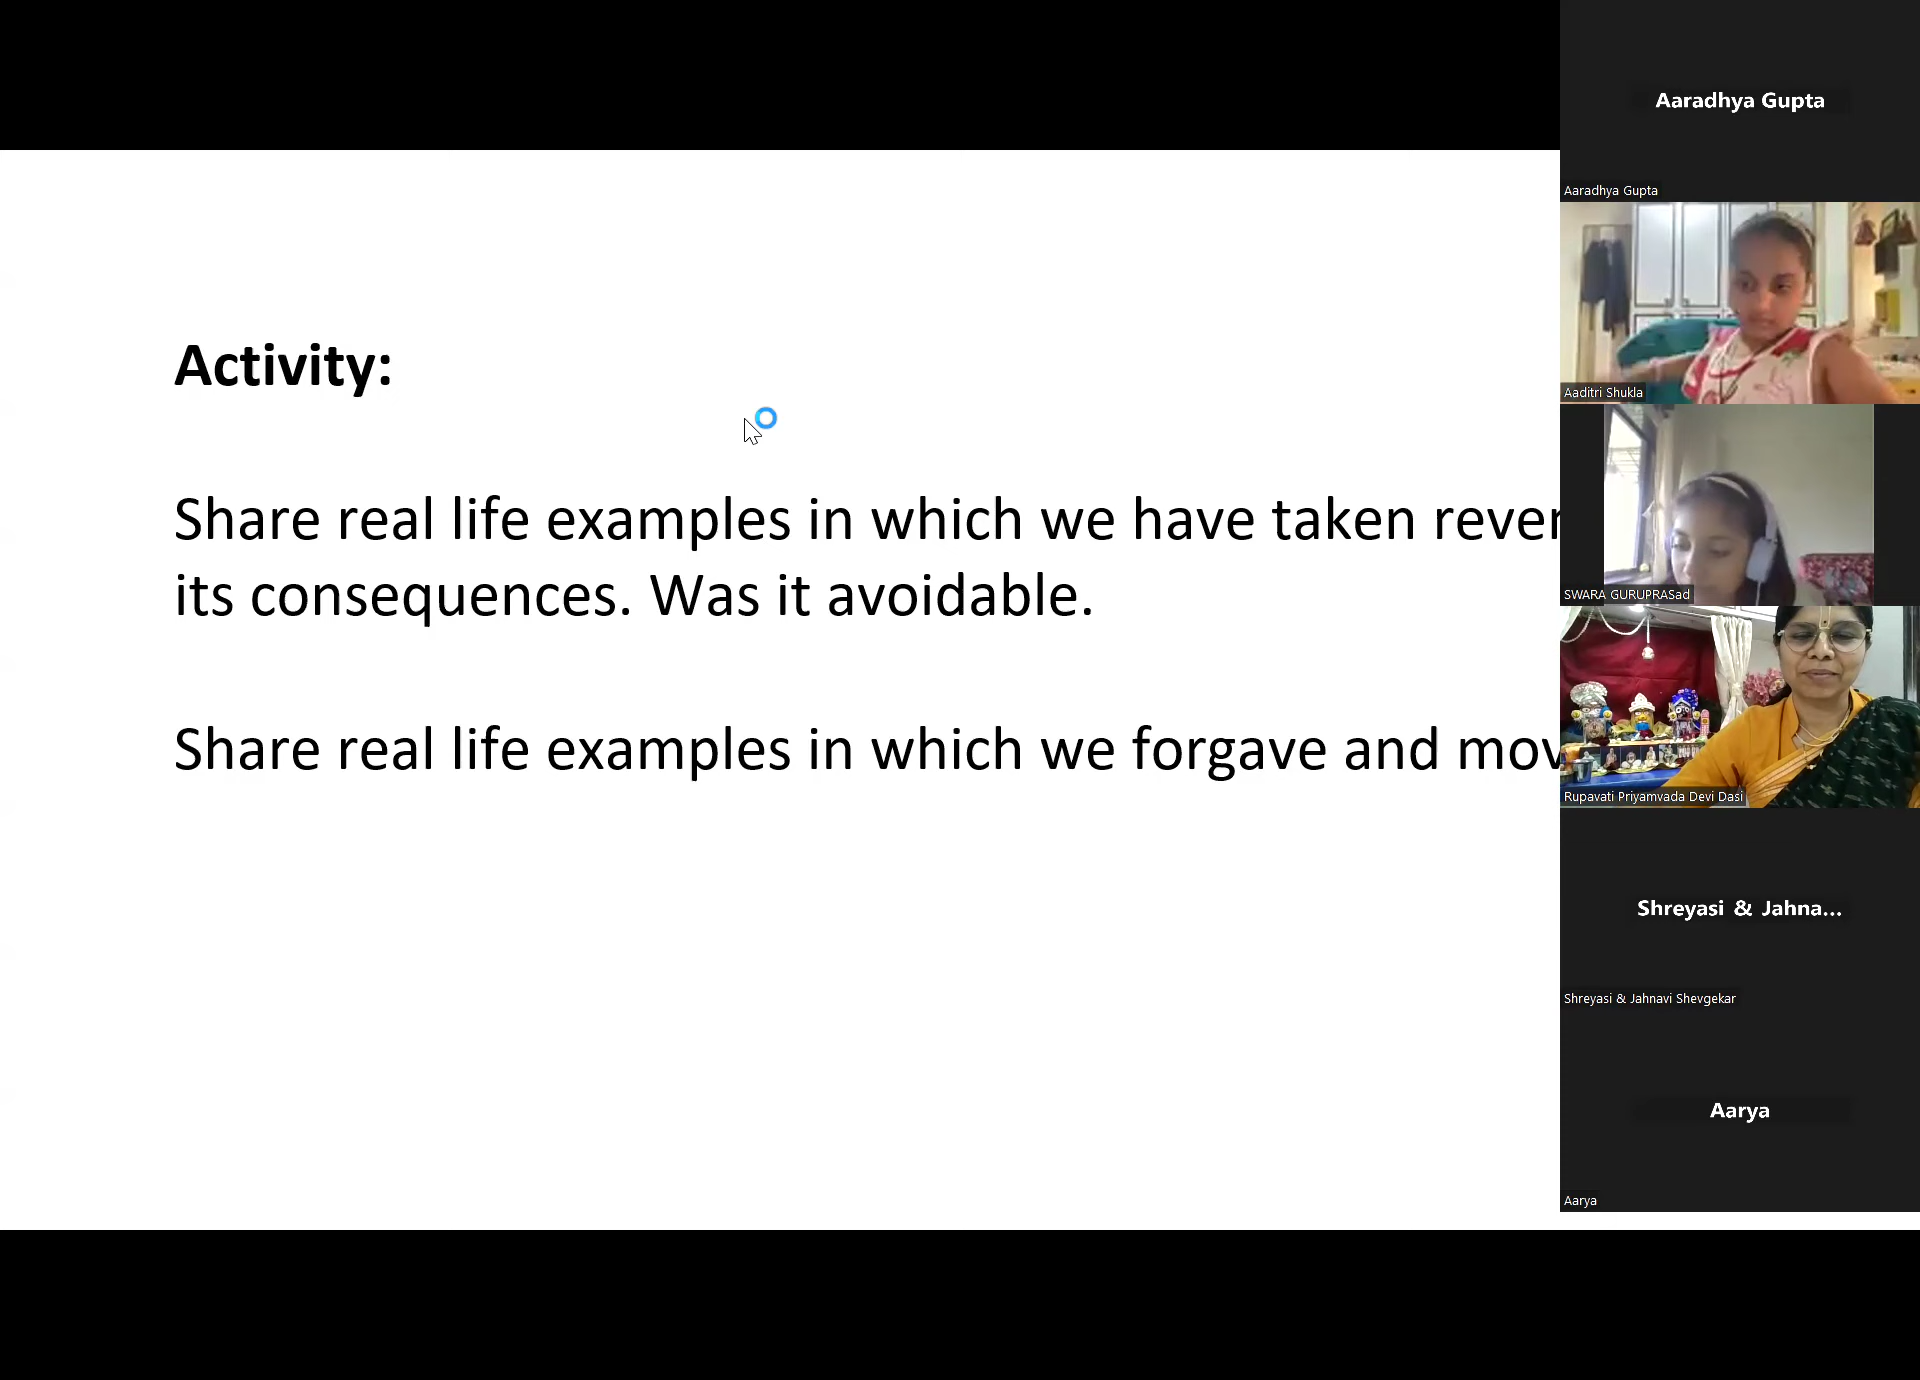 Activity:
Share real life examples in which we have taken rever
its consequences. Was it avoidable.
Share real life examples in which we forgave and mov
Aaradhya Gupta
Aaradhya Gupta
Aaditri Shukla
SWARA GURUPRASad
Rupavati Priyamvada Devi Dasi
Shreyasi & Jahna...
Shreyasi & Jahnavi Shevgekar
Aarya
Aarya